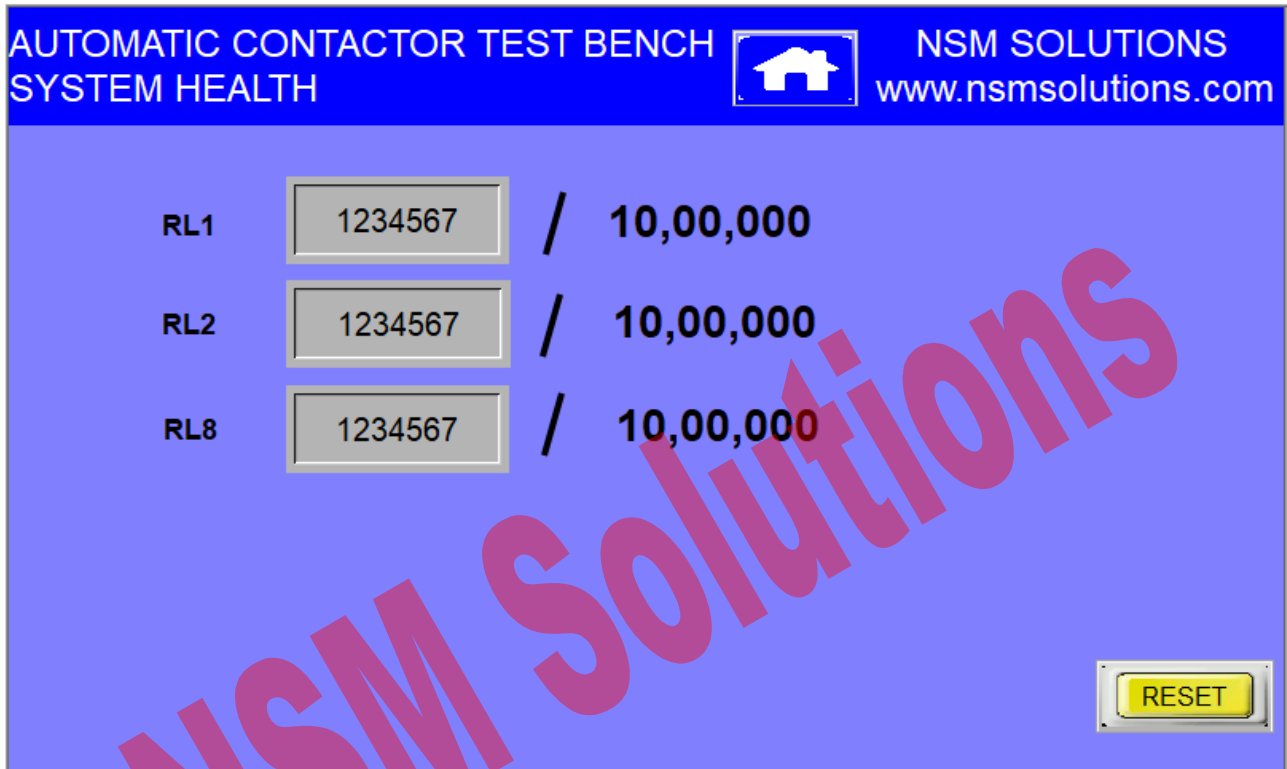 AUTOMATIC CONTACTOR TEST BENCH
SYSTEM HEALTH
NSM SOLUTIONS
www.nsmsolutions.com
RL1 1234567 / 10,00,000
RL2 1234567 / 10,00,000
RL8 1234567 / 10,00,000
NSM Solutions
RESET